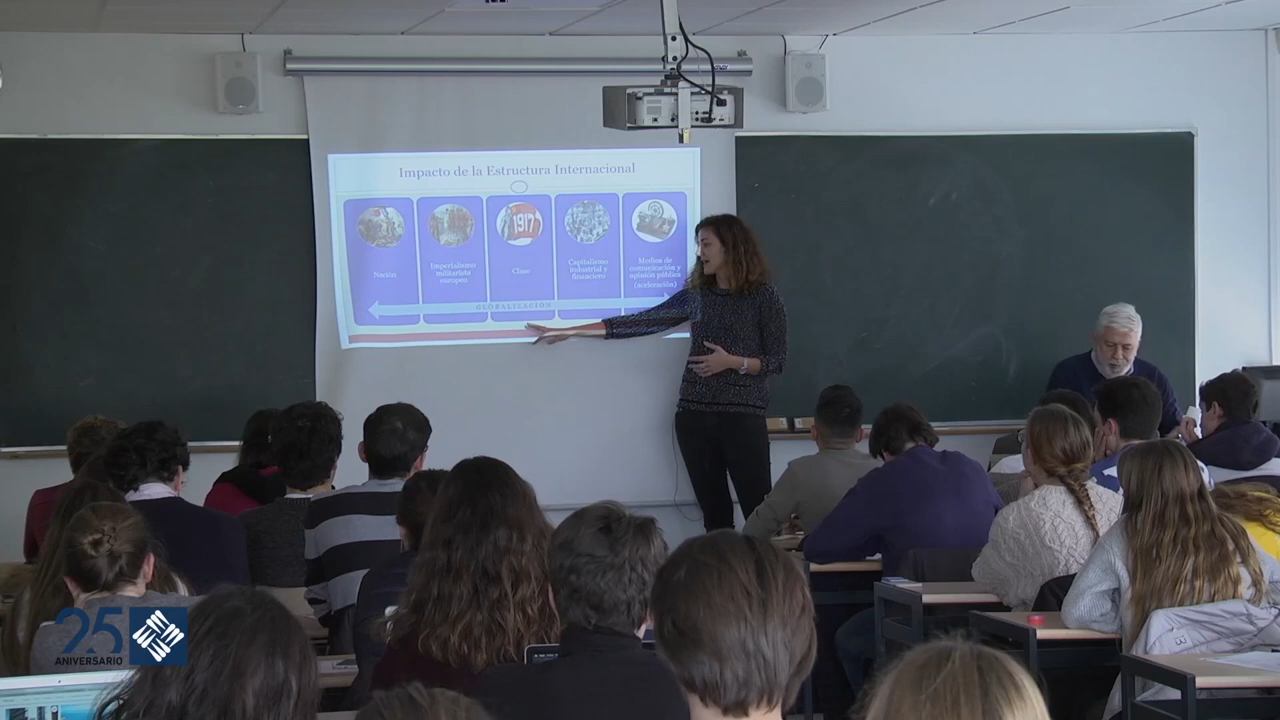 Impacto de la Estructura Internacional
Nación
Imperialismo
militarista
europeo
1917
Clase
Capitalismo
industrial y
financiero
Medios de
comunicación y
opinión pública
(aceleración)
GLOBALIZACIÓN
25
ANIVERSARIO